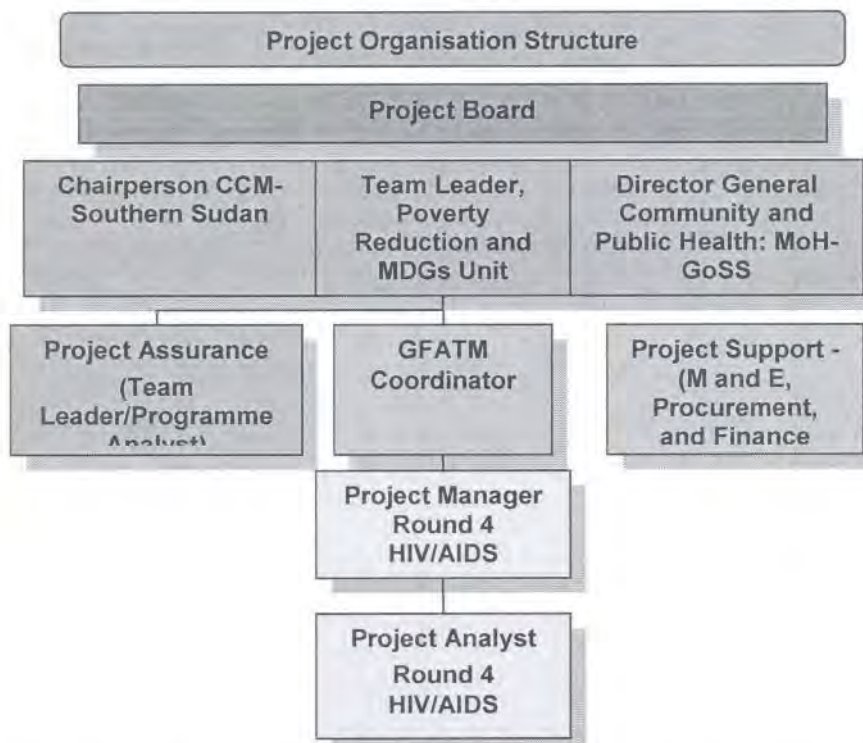 Project Organisation Structure
Project Board
Chairperson CCM-
Southern Sudan
Team Leader,
Poverty
Reduction and
MDGs Unit
Director General
Community and
Public Health: MoH-
GoSS
Project Assurance
(Team
Leader/Programme
Analyst)
GFATM
Coordinator
Project Support -
(M and E,
Procurement,
and Finance
Project Manager
Round 4
HIV/AIDS
Project Analyst
Round 4
HIV/AIDS